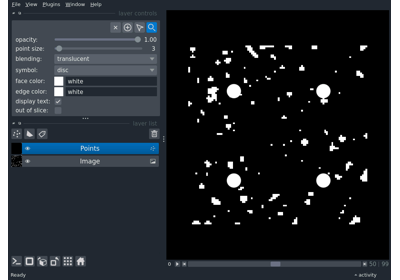 File View Plugins Window Help
layer controls
opacity: 1.00
point size: 3
blending: translucent
symbol: disc
face color: white
edge color: white
display text:
out of slice:
layer list
Points
Image
50 99
Ready
activity